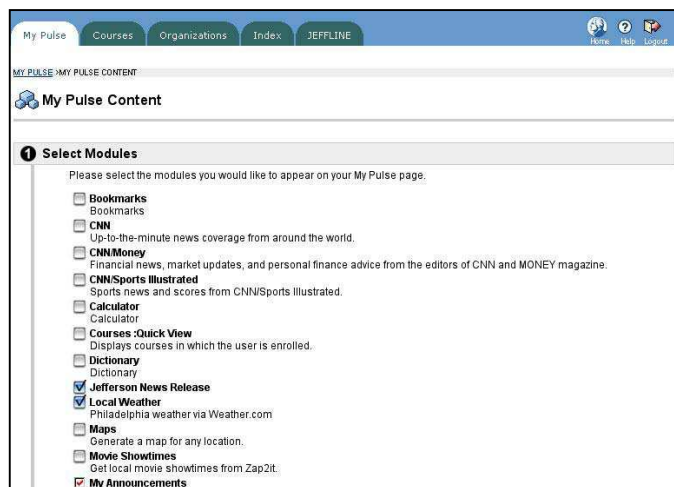 My Pulse Courses Organizations Index JEFFLINE
Home Help Logout
MY PULSE >MY PULSE CONTENT
My Pulse Content
1 Select Modules
Please select the modules you would like to appear on your My Pulse page.
Bookmarks
Bookmarks
CNN
Up-to-the-minute news coverage from around the world.
CNN/Money
Financial news, market updates, and personal finance advice from the editors of CNN and MONEY magazine.
CNN/Sports Illustrated
Sports news and scores from CNN/Sports Illustrated.
Calculator
Calculator
Courses :Quick View
Displays courses in which the user is enrolled.
Dictionary
Dictionary
Jefferson News Release
Local Weather
Philadelphia weather via Weather.com
Maps
Generate a map for any location.
Movie Showtimes
Get local movie showtimes from Zap2it.
My Announcements